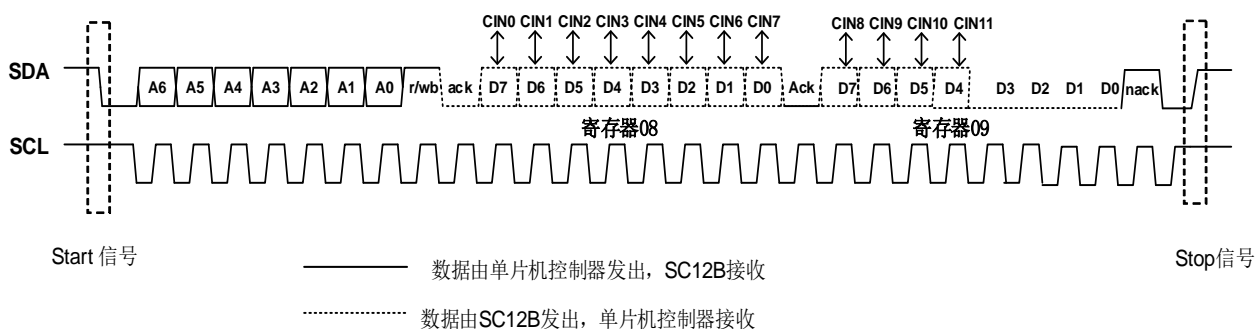 CIN0 CIN1 CIN2 CIN3 CIN4 CIN5 CIN6 CIN7 CIN8 CIN9 CIN10 CIN11
SDA A6 A5 A4 A3 A2 A1 A0 r/wb ack D7 D6 D5 D4 D3 D2 D1 D0 Ack D7 D6 D5 D4 D3 D2 D1 D0 nack
寄存器08 寄存器09
SCL
Start 信号 Stop信号
数据由单片机控制器发出，SC12B接收
数据由SC12B发出，单片机控制器接收